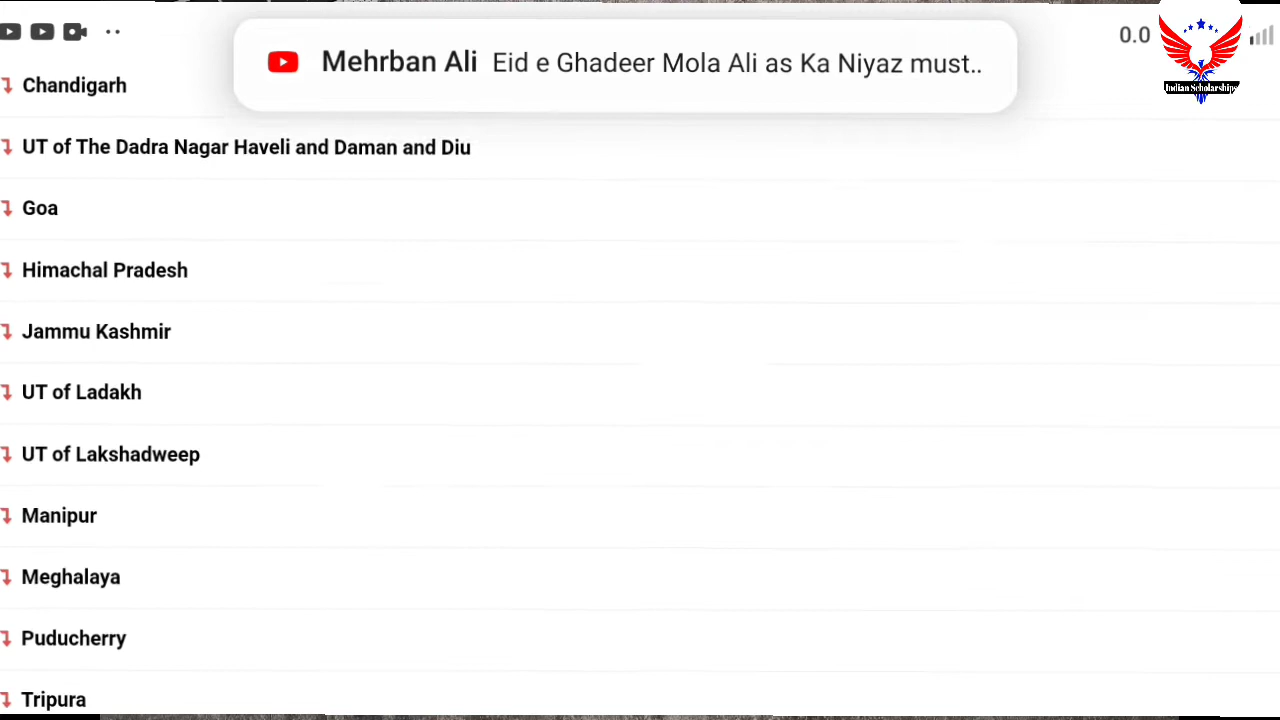 Mehrban Ali Eid e Ghadeer Mola Ali as Ka Niyaz must..
0.0
Indian Scholarships
Chandigarh
UT of The Dadra Nagar Haveli and Daman and Diu
Goa
Himachal Pradesh
Jammu Kashmir
UT of Ladakh
UT of Lakshadweep
Manipur
Meghalaya
Puducherry
Tripura